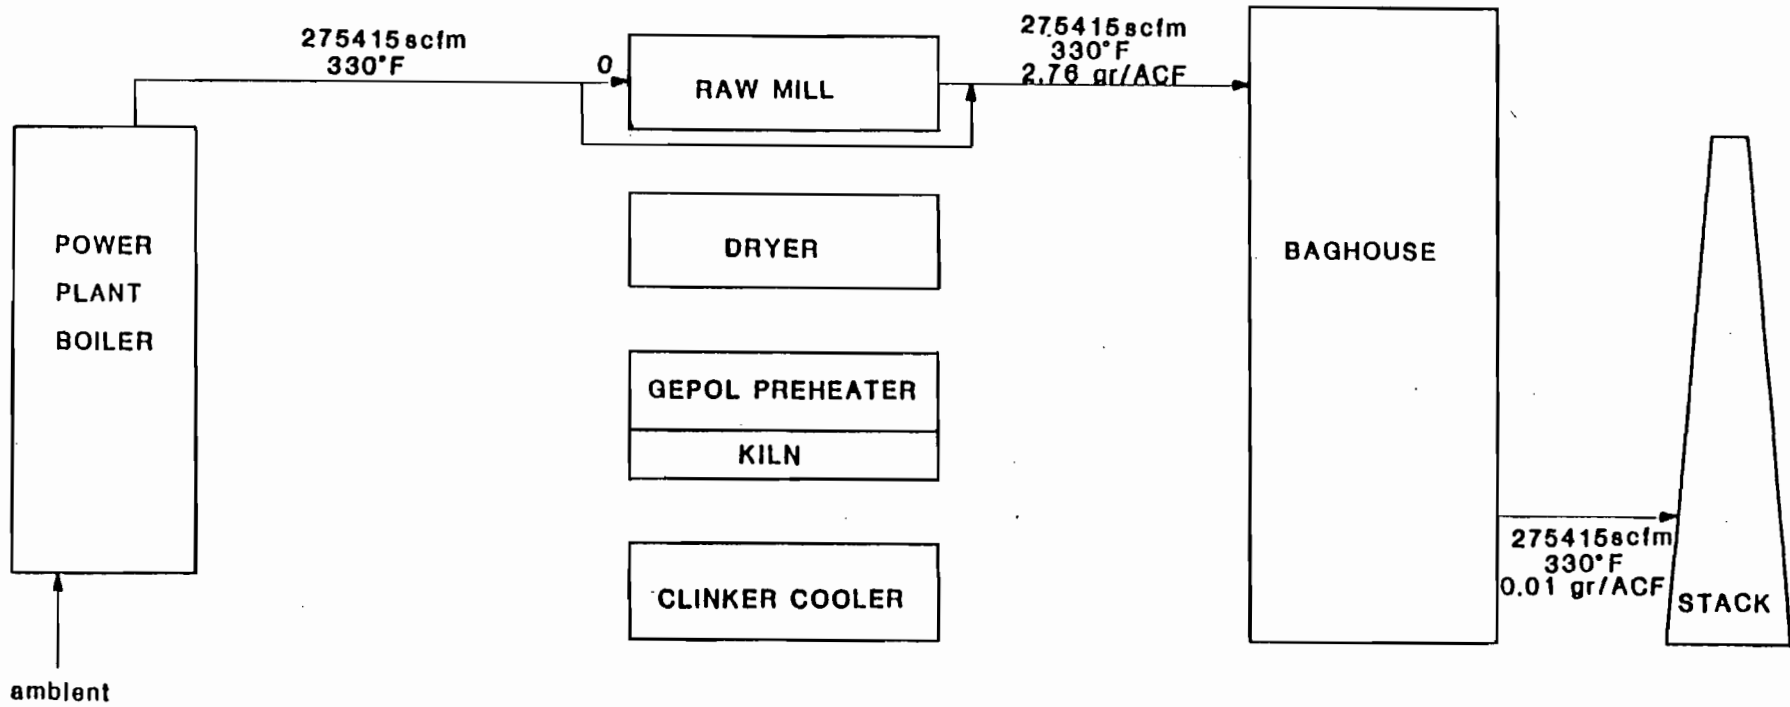 275415scfm
330°F
0
RAW MILL
275415scfm
330°F
2.76 gr/ACF
POWER
PLANT
BOILER
DRYER
BAGHOUSE
GEPOL PREHEATER
KILN
CLINKER COOLER
275415scfm
330°F
0.01 gr/ACF
STACK
ambient